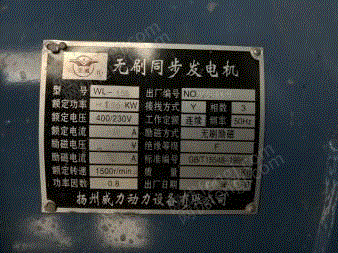 无刷同步发电机
型号 WL- 出厂编号 NO
额定功率 KW 接线方式 Y 相数 3
额定电压 400/230V 工作定额 连续 频率 50Hz
额定电流 A 励磁方式 无刷励磁
励磁电压 V 绝缘等级 F
励磁电流 A 标准编号 GB/T15548-1995
额定转速 1500r/min 重量
功率因数 0.8 出厂日期
扬州威力动力设备有限公司